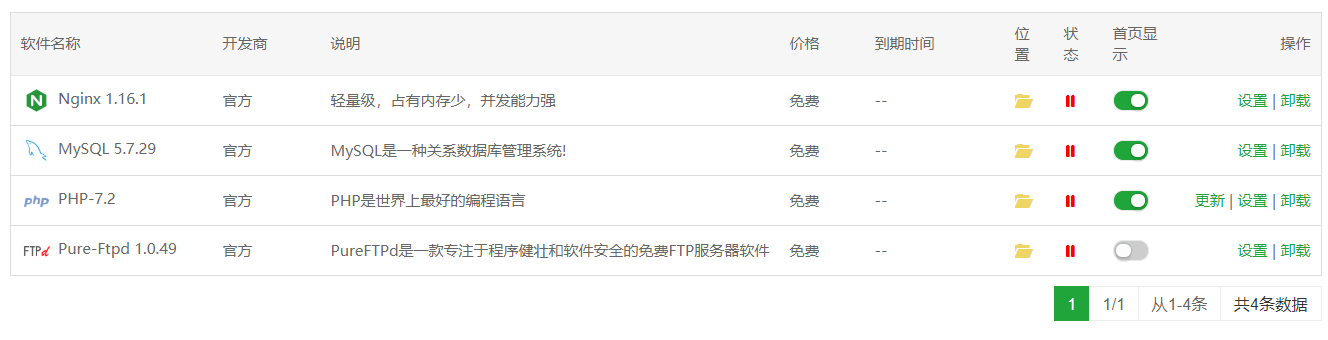 软件名称 开发商 说明 价格 到期时间 位置 状态 首页显示 操作
Nginx 1.16.1 官方 轻量级，占有内存少，并发能力强 免费 -- 设置 | 卸载
MySQL 5.7.29 官方 MySQL是一种关系数据库管理系统! 免费 -- 设置 | 卸载
php PHP-7.2 官方 PHP是世界上最好的编程语言 免费 -- 更新 | 设置 | 卸载
FTPd Pure-Ftpd 1.0.49 官方 PureFTPd是一款专注于程序健壮和软件安全的免费FTP服务器软件 免费 -- 设置 | 卸载
1 1/1 从1-4条 共4条数据